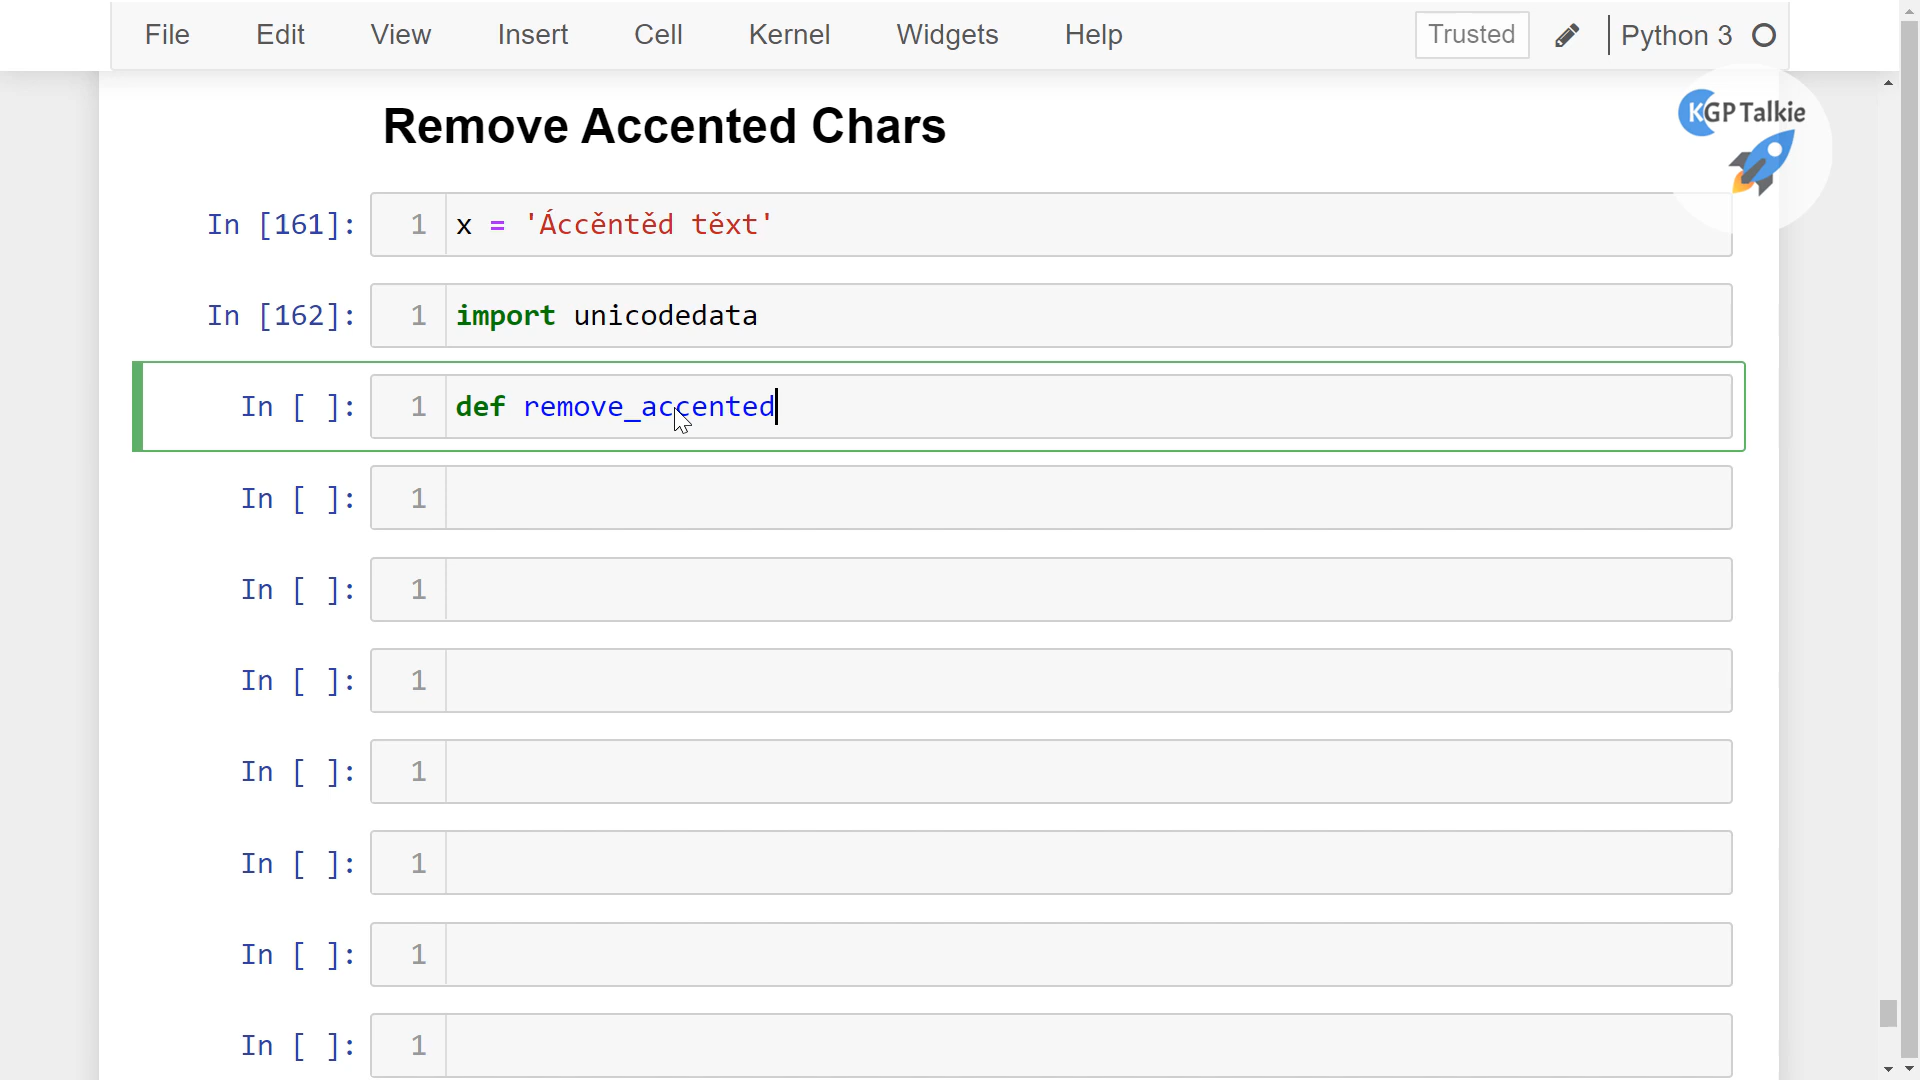 File Edit View Insert Cell Kernel Widgets Help Trusted Python 3
KGP Talkie
Remove Accented Chars
In [161]: 1 x = 'Áccěntěd těxt'
In [162]: 1 import unicodedata
In [ ]: 1 def remove_accented
In [ ]: 1
In [ ]: 1
In [ ]: 1
In [ ]: 1
In [ ]: 1
In [ ]: 1
In [ ]: 1